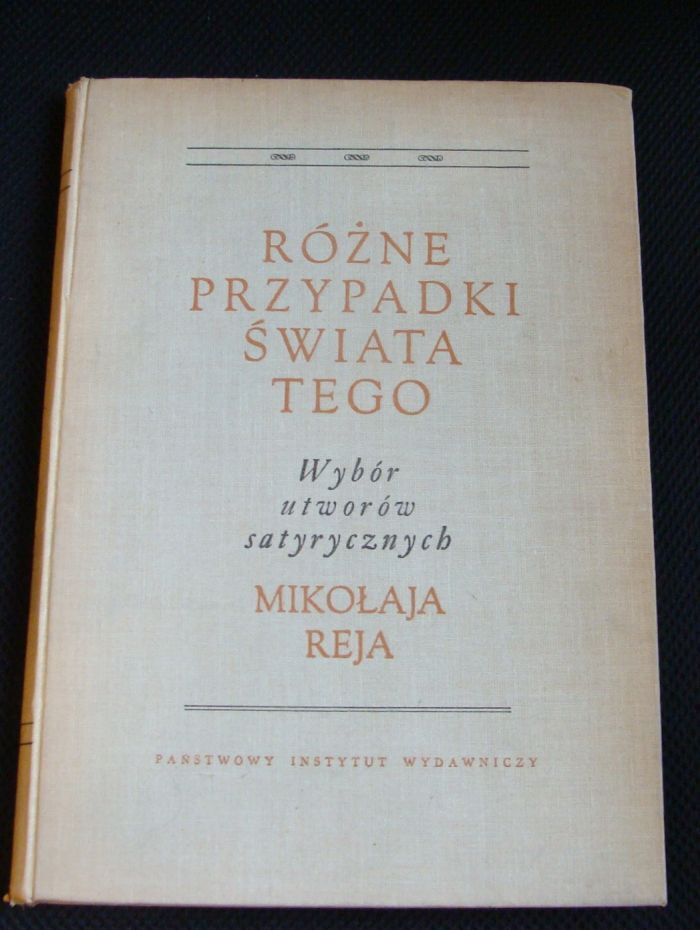 RÓŻNE
PRZYPADKI
ŚWIATA
TEGO
Wybór
utworów
satyrycznych
MIKOŁAJA
REJA
PAŃSTWOWY INSTYTUT WYDAWNICZY